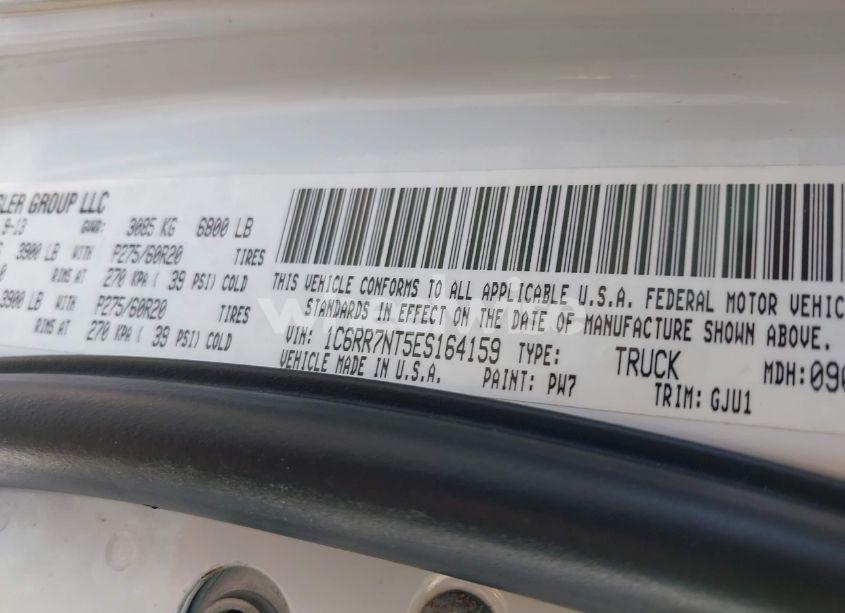 SLER GROUP LLC
9-13 GVWR: 3085 KG 6800 LB
3900 LB WITH P275/60R20 TIRES
RIMS AT 270 KPA ( 39 PSI) COLD
3900 LB WITH P275/60R20 TIRES
RIMS AT 270 KPA ( 39 PSI) COLD
THIS VEHICLE CONFORMS TO ALL APPLICABLE U.S.A. FEDERAL MOTOR VEHIC
STANDARDS IN EFFECT ON THE DATE OF MANUFACTURE SHOWN ABOVE.
VIN: 1C6RR7NT5ES164159 TYPE: TRUCK MDH:090
VEHICLE MADE IN U.S.A. PAINT: PW7 TRIM: GJU1